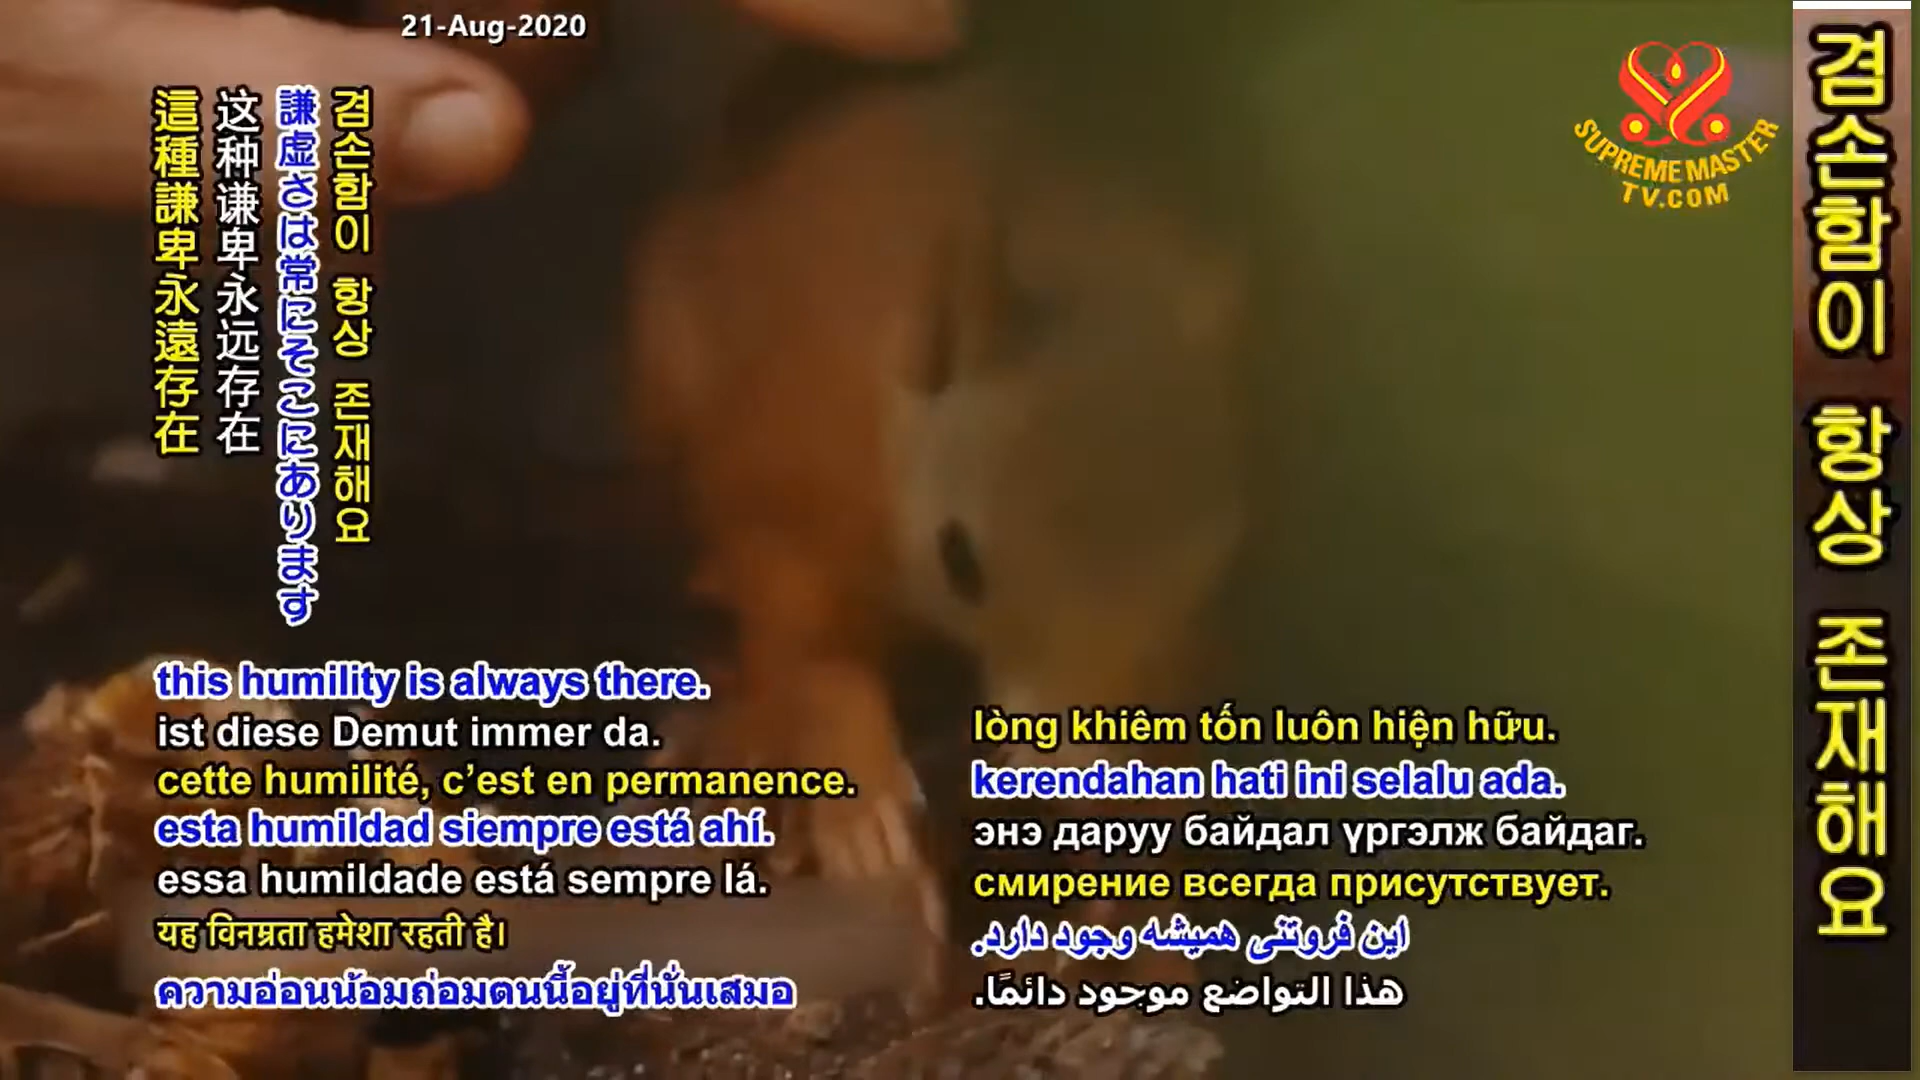 21-Aug-2020
SUPREME MASTER
TV.COM
這種謙卑永遠存在
这种谦卑永远存在
謙虚さは常にそこにあります
겸손함이 항상 존재해요
겸손함이 항상 존재해요
this humility is always there.
ist diese Demut immer da.
cette humilité, c’est en permanence.
esta humildad siempre está ahí.
essa humildade está sempre lá.
यह विनम्रता हमेशा रहती है।
ความอ่อนน้อมถ่อมตนนี้อยู่ที่นั่นเสมอ
lòng khiêm tốn luôn hiện hữu.
kerendahan hati ini selalu ada.
энэ даруу байдал үргэлж байдаг.
смирение всегда присутствует.
این فروتنی همیشه وجود دارد.
هذا التواضع موجود دائمًا.